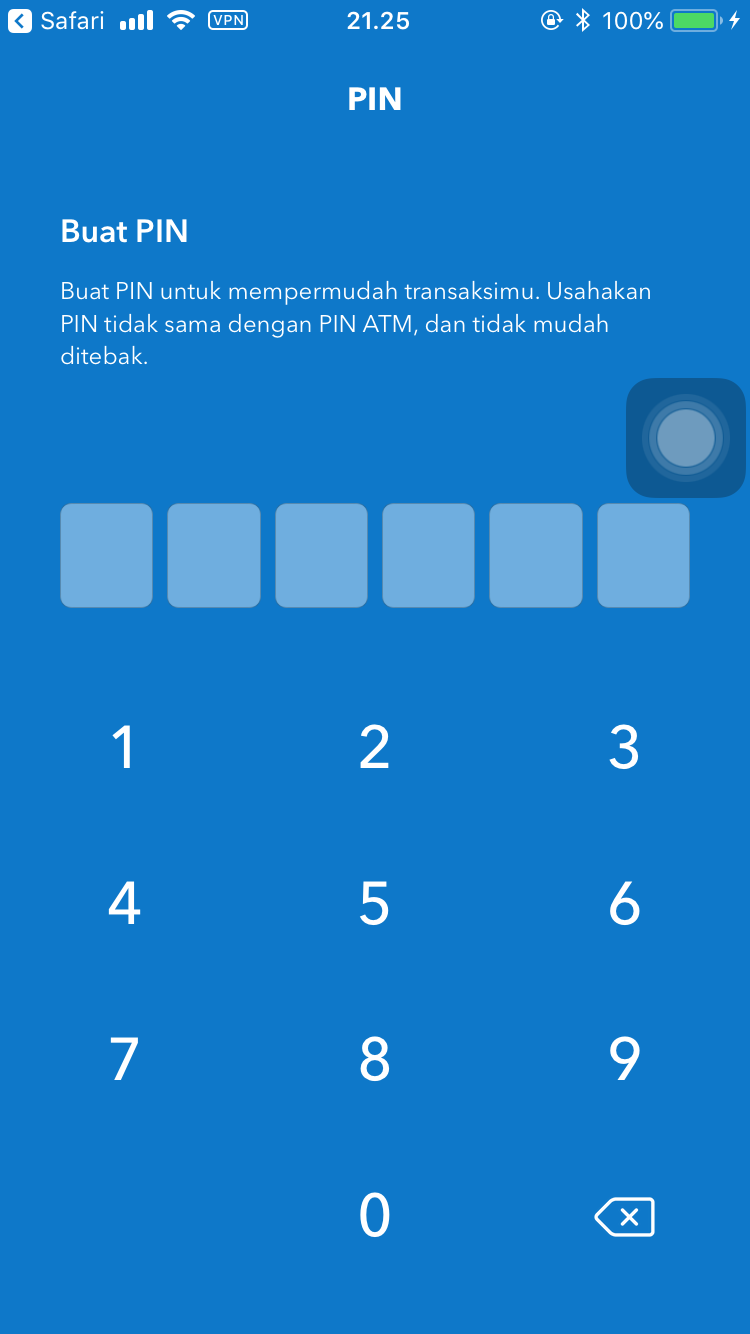 Safari VPN 21.25 100%
PIN
Buat PIN
Buat PIN untuk mempermudah transaksimu. Usahakan
PIN tidak sama dengan PIN ATM, dan tidak mudah
ditebak.
1 2 3
4 5 6
7 8 9
0